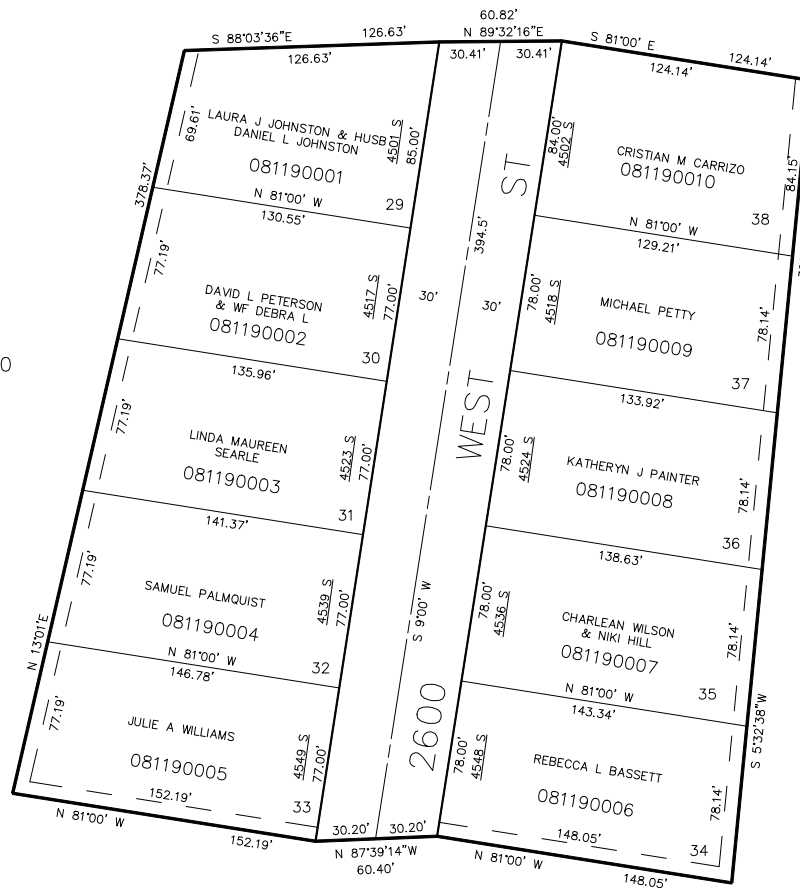 60.82'
S 88°03'36"E
126.63'
N 89°32'16"E
S 81°00' E
124.14'
126.63'
30.41'
30.41'
124.14'
69.61'
LAURA J JOHNSTON & HUSB
DANIEL L JOHNSTON
081190001
4501 S
85.00'
29
N 81°00' W
130.55'
378.37'
ST
84.00'
4502 S
CRISTIAN M CARRIZO
081190010
84.15'
38
N 81°00' W
129.21'
77.19'
DAVID L PETERSON
& WF DEBRA L
081190002
4517 S
77.00'
30
135.96'
394.5'
30'
30'
78.00'
4518 S
MICHAEL PETTY
081190009
78.14'
37
133.92'
0
77.19'
LINDA MAUREEN
SEARLE
081190003
4523 S
77.00'
31
141.37'
WEST
78.00'
4524 S
KATHERYN J PAINTER
081190008
78.14'
36
138.63'
77.19'
SAMUEL PALMQUIST
081190004
4539 S
77.00'
32
N 81°00' W
146.78'
N 13°01'E
S 9°00' W
78.00'
4536 S
CHARLEAN WILSON
& NIKI HILL
081190007
78.14'
35
N 81°00' W
143.34'
S 5°32'38"W
77.19'
JULIE A WILLIAMS
081190005
4549 S
77.00'
33
152.19'
2600
78.00'
4548 S
REBECCA L BASSETT
081190006
78.14'
34
148.05'
30.20'
30.20'
N 81°00' W
152.19'
N 87°39'14"W
60.40'
N 81°00' W
148.05'